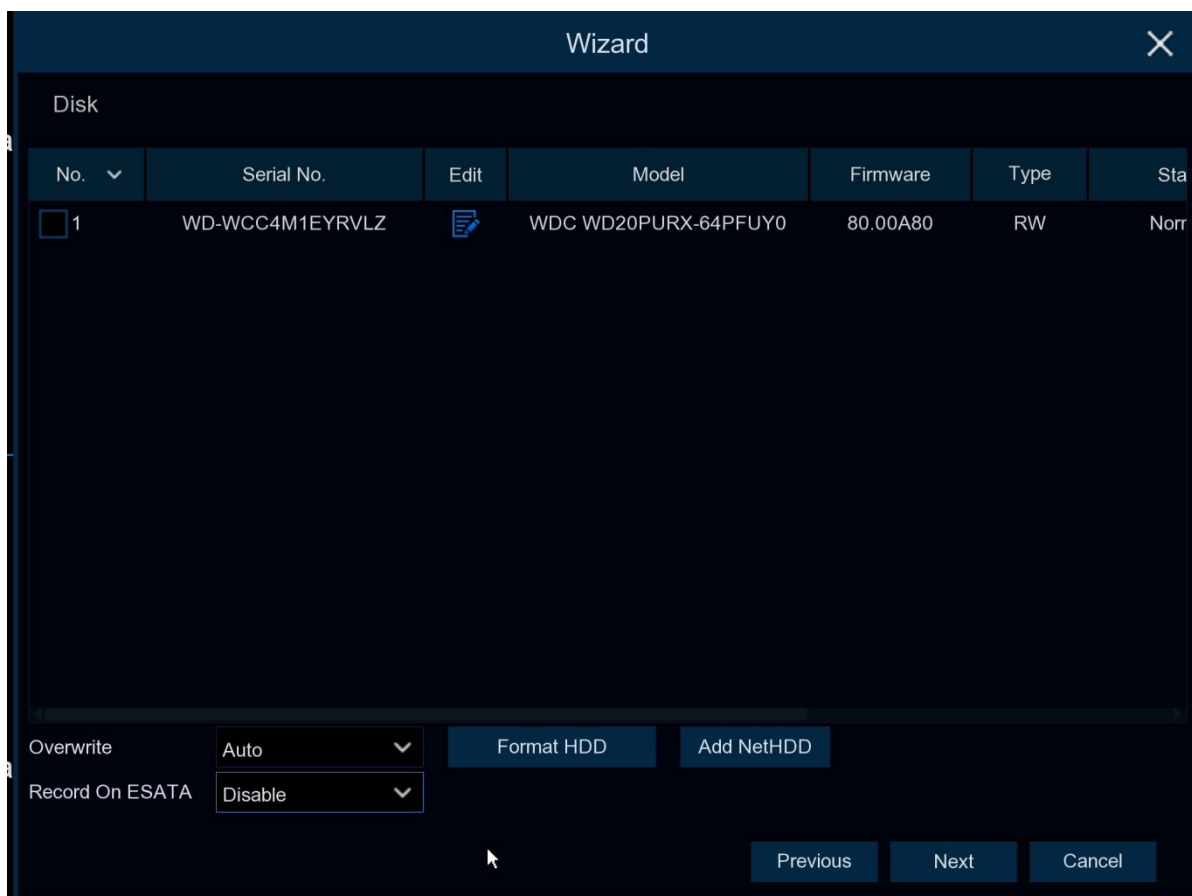 Wizard
Disk
No. Serial No. Edit Model Firmware Type Sta
1 WD-WCC4M1EYRVLZ WDC WD20PURX-64PFUY0 80.00A80 RW Norr
Overwrite Auto Format HDD Add NetHDD
Record On ESATA Disable
Previous Next Cancel